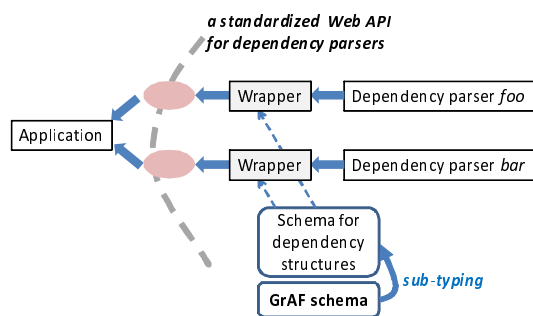 a standardized Web API
for dependency parsers
Wrapper
Dependency parser foo
Application
Wrapper
Dependency parser bar
Schema for
dependency
structures
sub-typing
GrAF schema